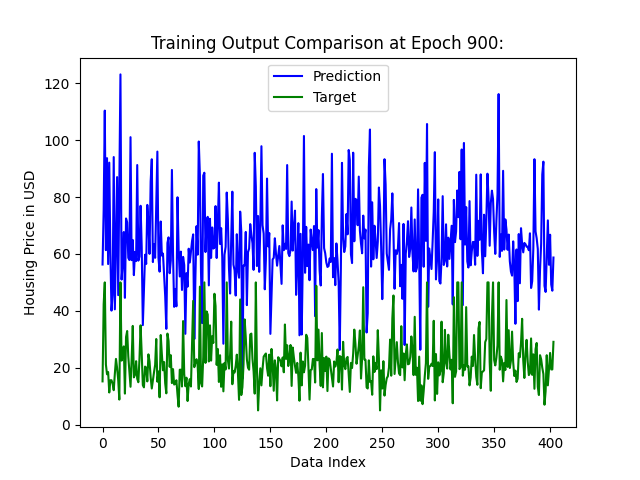 Training Output Comparison at Epoch 900:
Prediction
Target
Housing Price in USD
120
100
80
60
40
20
0
0 50 100 150 200 250 300 350 400
Data Index